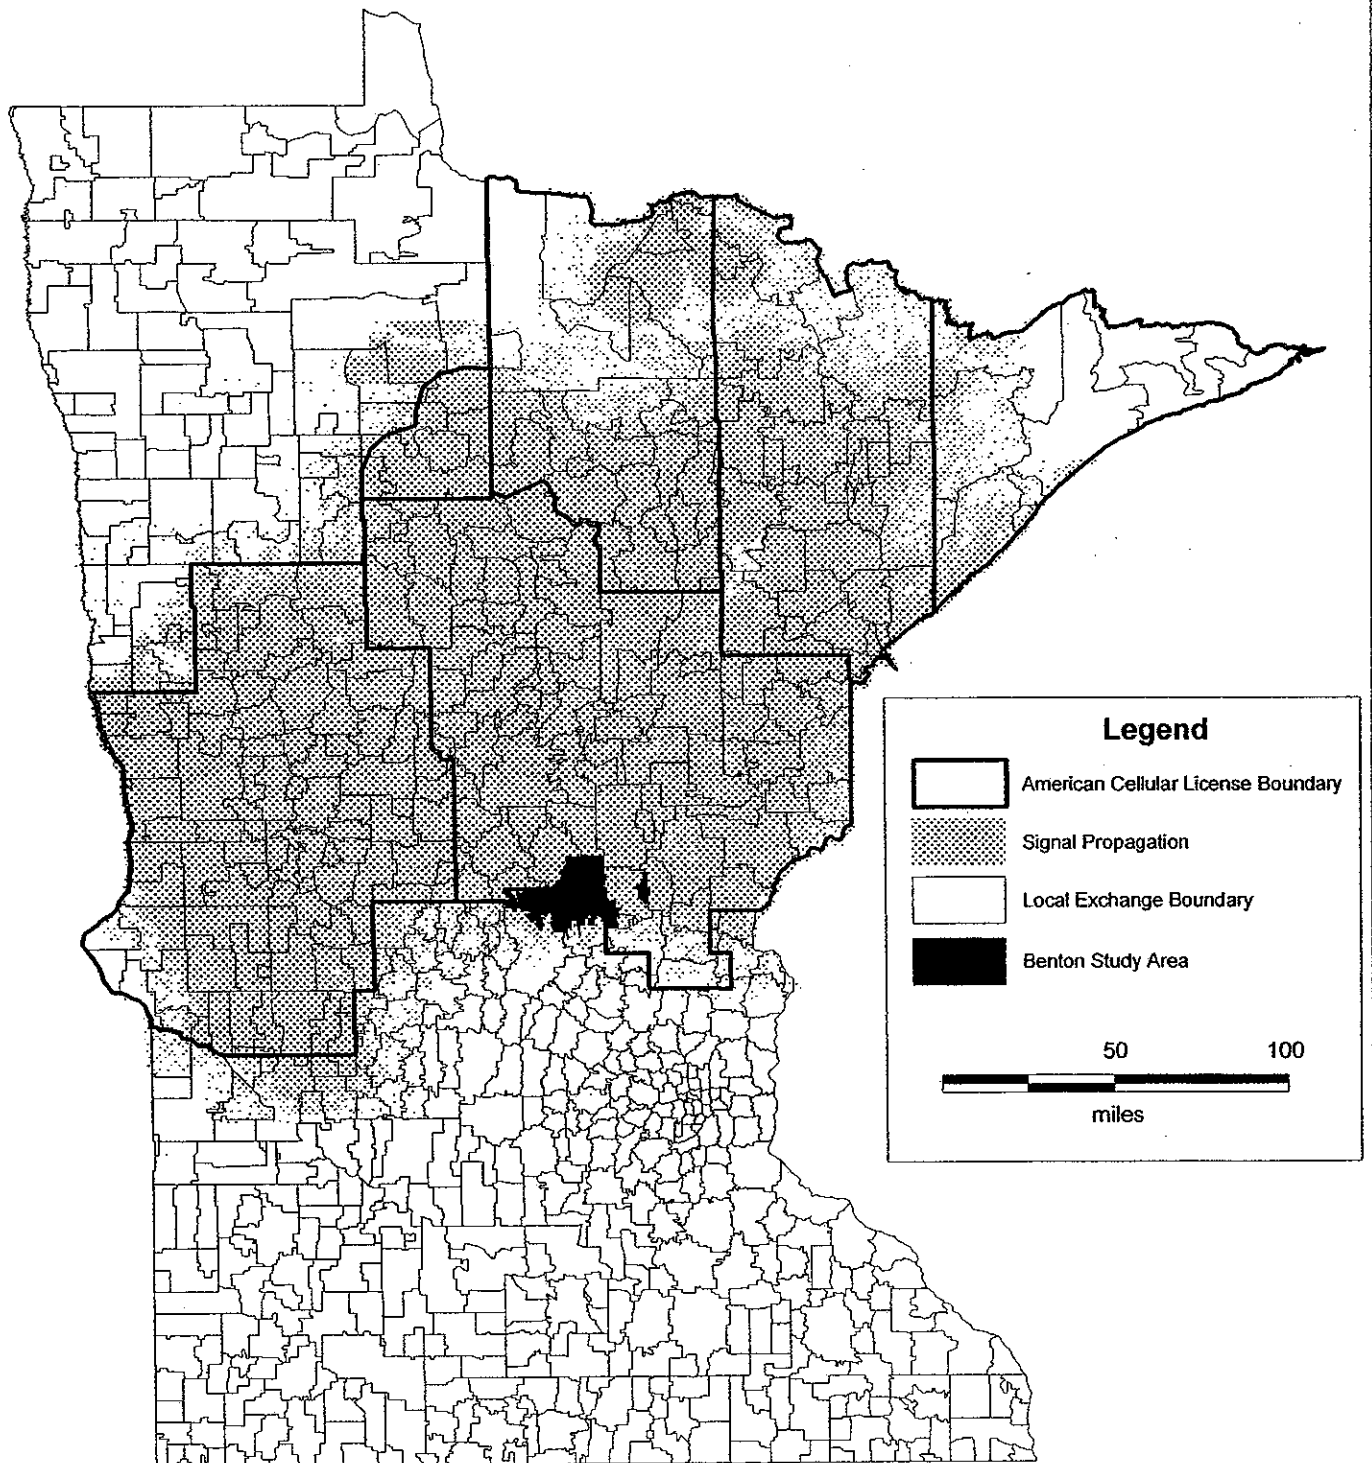 Legend
American Cellular License Boundary
Signal Propagation
Local Exchange Boundary
Benton Study Area
50 100
miles